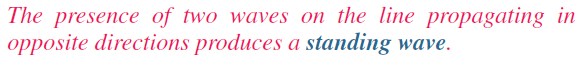 The presence of two waves on the line propagating in
opposite directions produces a standing wave.